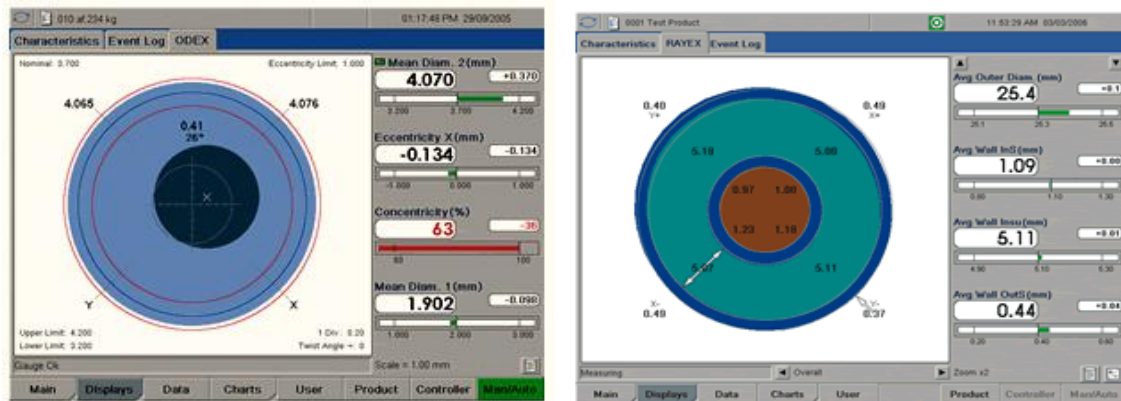 010 at 234 kg
01:17:48 PM 29/09/2005
Characteristics
Event Log
ODEX
Nominal: 3.700
Eccentricity Limit: 1.000
4.065
4.076
0.41
26°
Y
X
Upper Limit: 4.200
Lower Limit: 3.200
1 Div: 0.20
Twist Angle →: 0
Mean Diam. 2(mm)
4.070
+0.370
3.200 3.700 4.200
Eccentricity X(mm)
-0.134
-0.134
-1.000 0.000 1.000
Concentricity(%)
63
-36
100
Mean Diam. 1(mm)
1.902
-0.098
1.000 2.000 3.000
Gauge Ok
Scale = 1.00 mm
Main Displays Data Charts User Product Controller Man/Auto
0001 Test Product
11:53:29 AM 03/03/2006
Characteristics
RAYEX
Event Log
0.40
Y+
0.49
X+
5.18
0.97 1.00
1.23 1.18
5.11
X-
0.49
Y-
0.37
Avg Outer Diam. (mm)
25.4
+0.1
25.1 25.3 25.5
Avg Wall InS(mm)
1.09
+0.00
1.10 1.30
Avg Wall Insu(mm)
5.11
+0.01
4.90 5.10 5.30
Avg Wall OutS(mm)
0.44
+0.04
0.20 0.40 0.60
Measuring
Overall
Zoom x2
Main Displays Data Charts User Product Controller Man/Auto